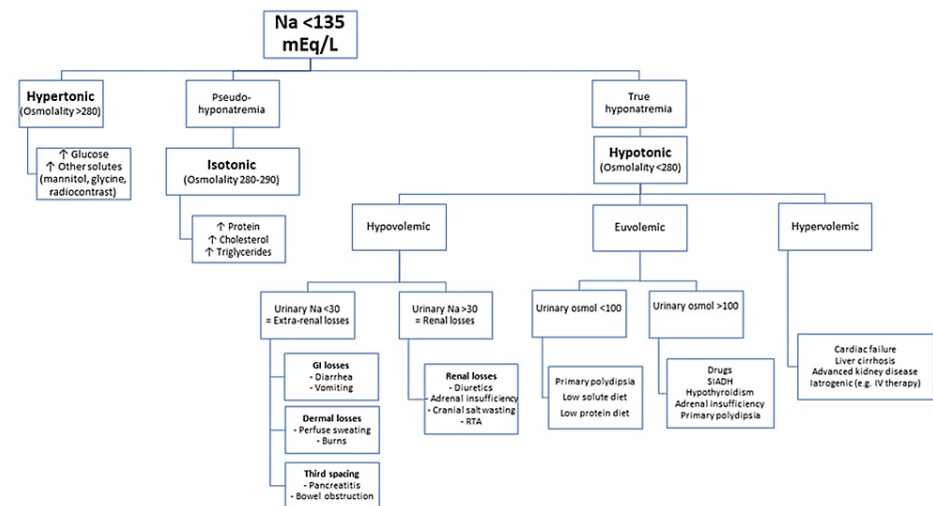 Na <135
mEq/L
Hypertonic
(Osmolality >280)
↑ Glucose
↑ Other solutes
(mannitol, glycine,
radiocontrast)
Pseudo-
hyponatremia
Isotonic
(Osmolality 280-290)
↑ Protein
↑ Cholesterol
↑ Triglycerides
True
hyponatremia
Hypotonic
(Osmolality <280)
Hypovolemic
Urinary Na <30
= Extra-renal losses
GI losses
- Diarrhea
- Vomiting
Dermal losses
- Perfuse sweating
- Burns
Third spacing
- Pancreatitis
- Bowel obstruction
Urinary Na >30
= Renal losses
Renal losses
- Diuretics
- Adrenal insufficiency
- Cranial salt wasting
- RTA
Euvolemic
Urinary osmol <100
Primary polydipsia
Low solute diet
Low protein diet
Urinary osmol >100
Drugs
SIADH
Hypothyroidism
Adrenal insufficiency
Primary polydipsia
Hypervolemic
Cardiac failure
Liver cirrhosis
Advanced kidney disease
Iatrogenic (e.g. IV therapy)